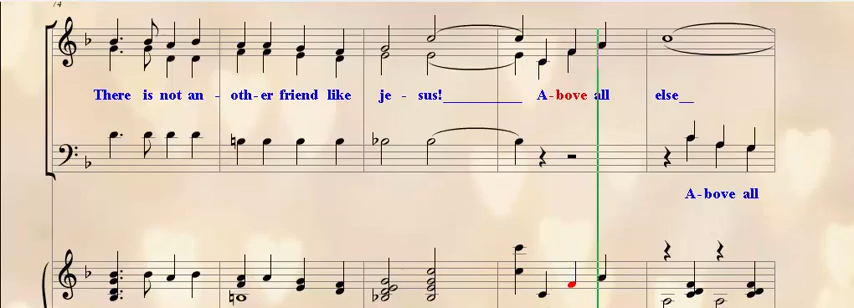 74
There is not an - oth-er friend like je - sus!__________ A-bove all else__
A-bove all